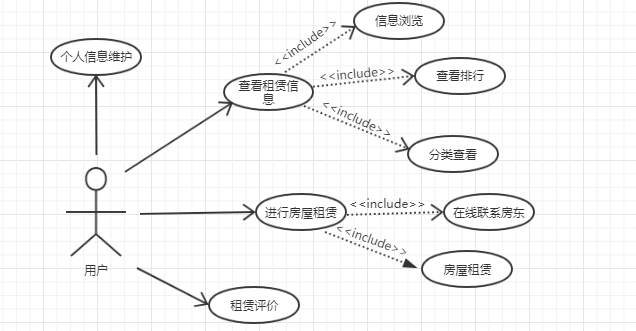 信息浏览
<<include>>
个人信息维护
查看租赁信
息
<<include>>
查看排行
<<include>>
分类查看
进行房屋租赁
<<include>>
在线联系房东
<<include>>
房屋租赁
用户
租赁评价